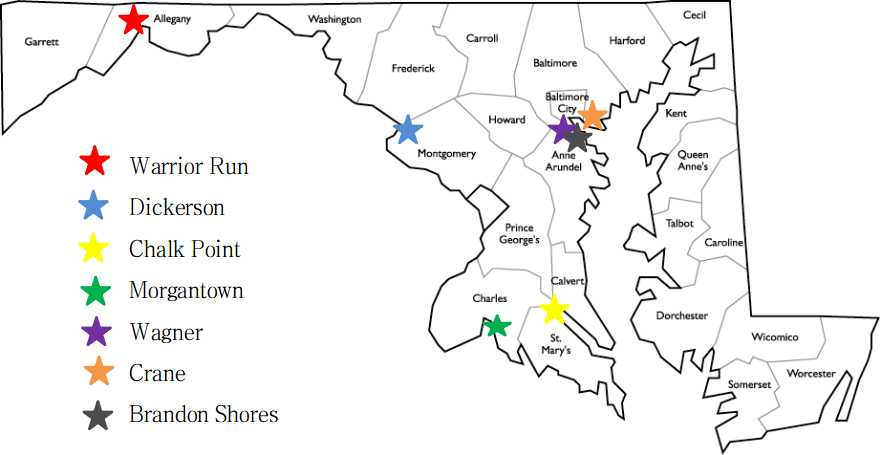 Garrett
Allegany
Washington
Frederick
Carroll
Baltimore
Harford
Cecil
Baltimore
City
Howard
Montgomery
Anne
Arundel
Kent
Queen
Anne's
Talbot
Caroline
Prince
George's
Calvert
Charles
St.
Mary's
Dorchester
Wicomico
Somerset
Worcester
Warrior Run
Dickerson
Chalk Point
Morgantown
Wagner
Crane
Brandon Shores